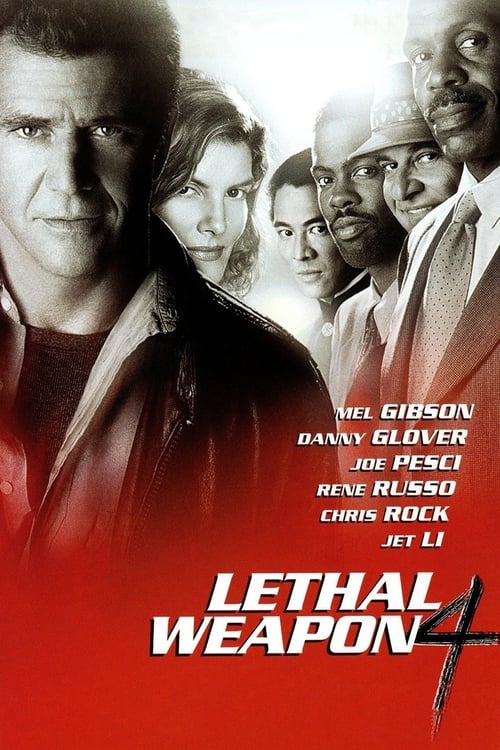 MEL GIBSON
DANNY GLOVER
JOE PESCI
RENE RUSSO
CHRIS ROCK
JET LI
LETHAL
WEAPON 4